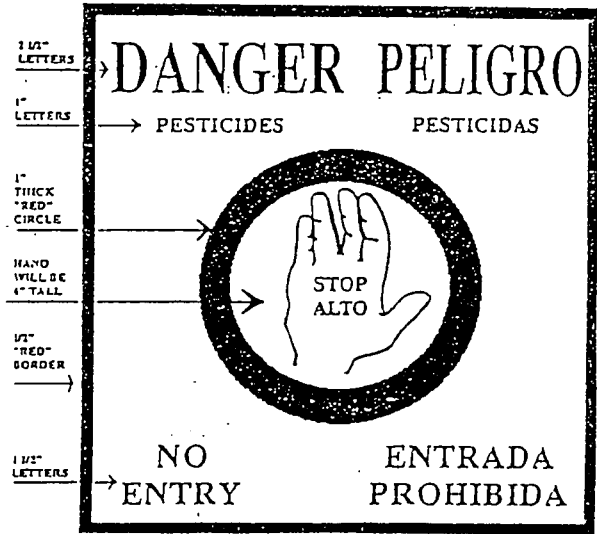 2 1/2"
LETTERS
DANGER PELIGRO
1"
LETTERS
PESTICIDES PESTICIDAS
1"
THICK
"RED"
CIRCLE
HAND
WILL BE
4" TALL
STOP
ALTO
1/2"
"RED"
BORDER
1 1/2"
LETTERS
NO
ENTRY
ENTRADA
PROHIBIDA